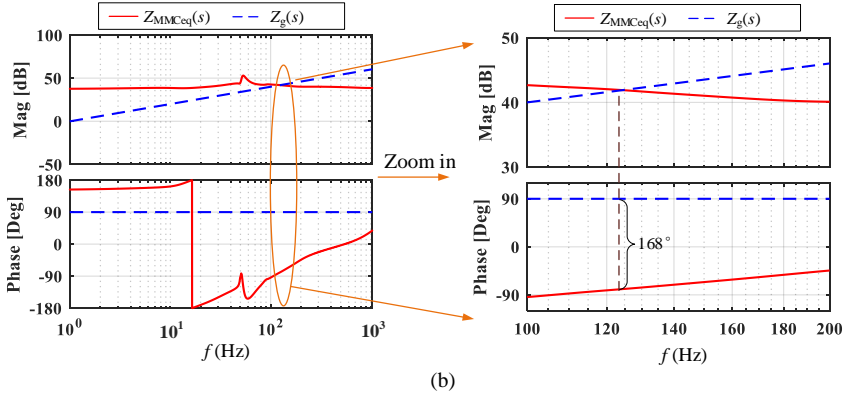 Z_MMCeq(s) Z_g(s)
Z_MMCeq(s) Z_g(s)
Mag [dB]
100
50
0
-50
Phase [Deg]
180
90
0
-90
-180
10^0 10^1 10^2 10^3
f (Hz)
Zoom in
Mag [dB]
50
40
30
Phase [Deg]
90
0
-90
168°
100 120 140 160 180 200
f (Hz)
(b)